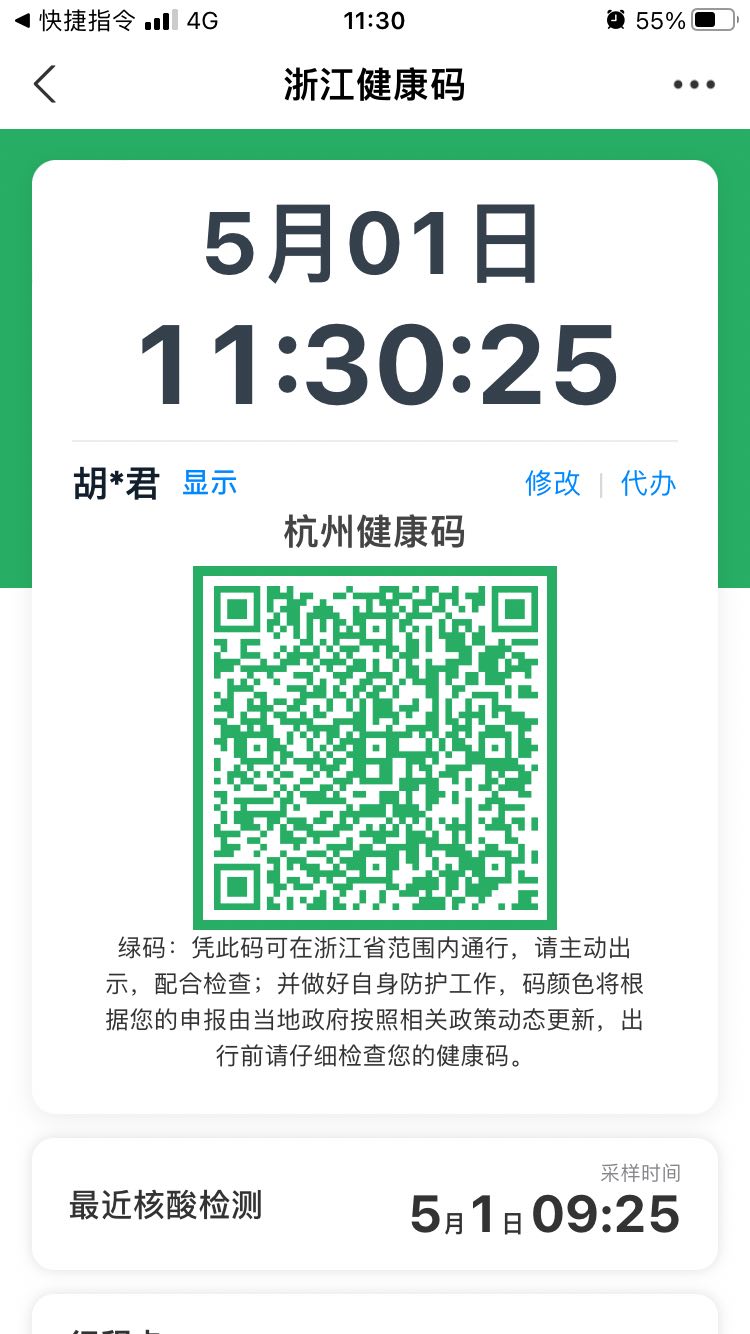 快捷指令 4G 11:30 55%
浙江健康码
5月01日
11:30:25
胡*君 显示 修改 代办
杭州健康码
绿码：凭此码可在浙江省范围内通行，请主动出
示，配合检查；并做好自身防护工作，码颜色将根
据您的申报由当地政府按照相关政策动态更新，出
行前请仔细检查您的健康码。
采样时间
最近核酸检测 5月1日09:25